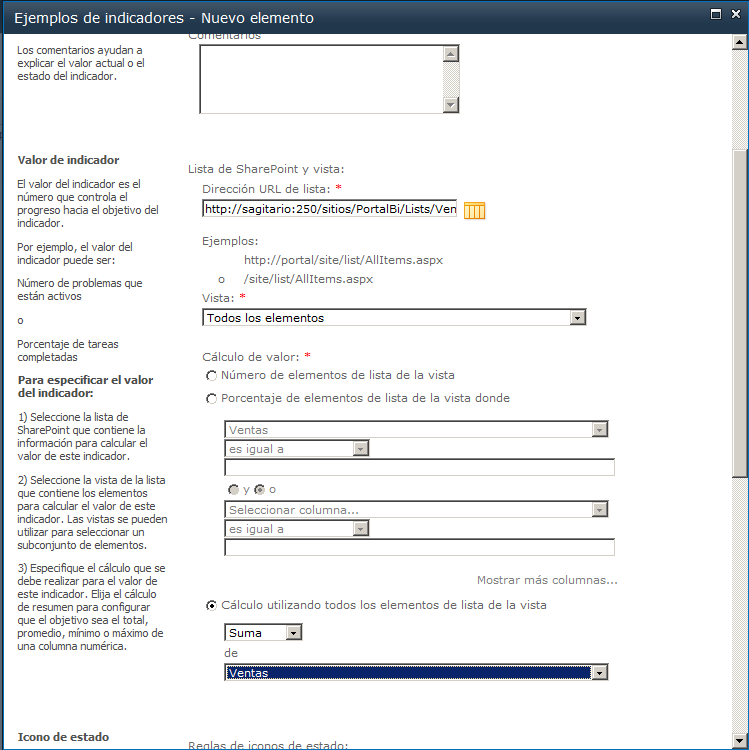 Ejemplos de indicadores - Nuevo elemento
Comentarios
Los comentarios ayudan a
explicar el valor actual o el
estado del indicador.
Valor de indicador
El valor del indicador es el
número que controla el
progreso hacia el objetivo del
indicador.
Por ejemplo, el valor del
indicador puede ser:
Número de problemas que
están activos
o
Porcentaje de tareas
completadas
Para especificar el valor
del indicador:
1) Seleccione la lista de
SharePoint que contiene la
información para calcular el
valor de este indicador.
2) Seleccione la vista de la lista
que contiene los elementos
para calcular el valor de este
indicador. Las vistas se pueden
utilizar para seleccionar un
subconjunto de elementos.
3) Especifique el cálculo que se
debe realizar para el valor de
este indicador. Elija el cálculo
de resumen para configurar
que el objetivo sea el total,
promedio, mínimo o máximo de
una columna numérica.
Lista de SharePoint y vista:
Dirección URL de lista: *
http://sagitario:250/sitios/PortalBi/Lists/Ven
Ejemplos:
http://portal/site/list/AllItems.aspx
o /site/list/AllItems.aspx
Vista: *
Todos los elementos
Cálculo de valor: *
Número de elementos de lista de la vista
Porcentaje de elementos de lista de la vista donde
Ventas
es igual a
y o
Seleccionar columna...
es igual a
Mostrar más columnas...
Cálculo utilizando todos los elementos de lista de la vista
Suma
de
Ventas
Icono de estado
Reglas de iconos de estado: